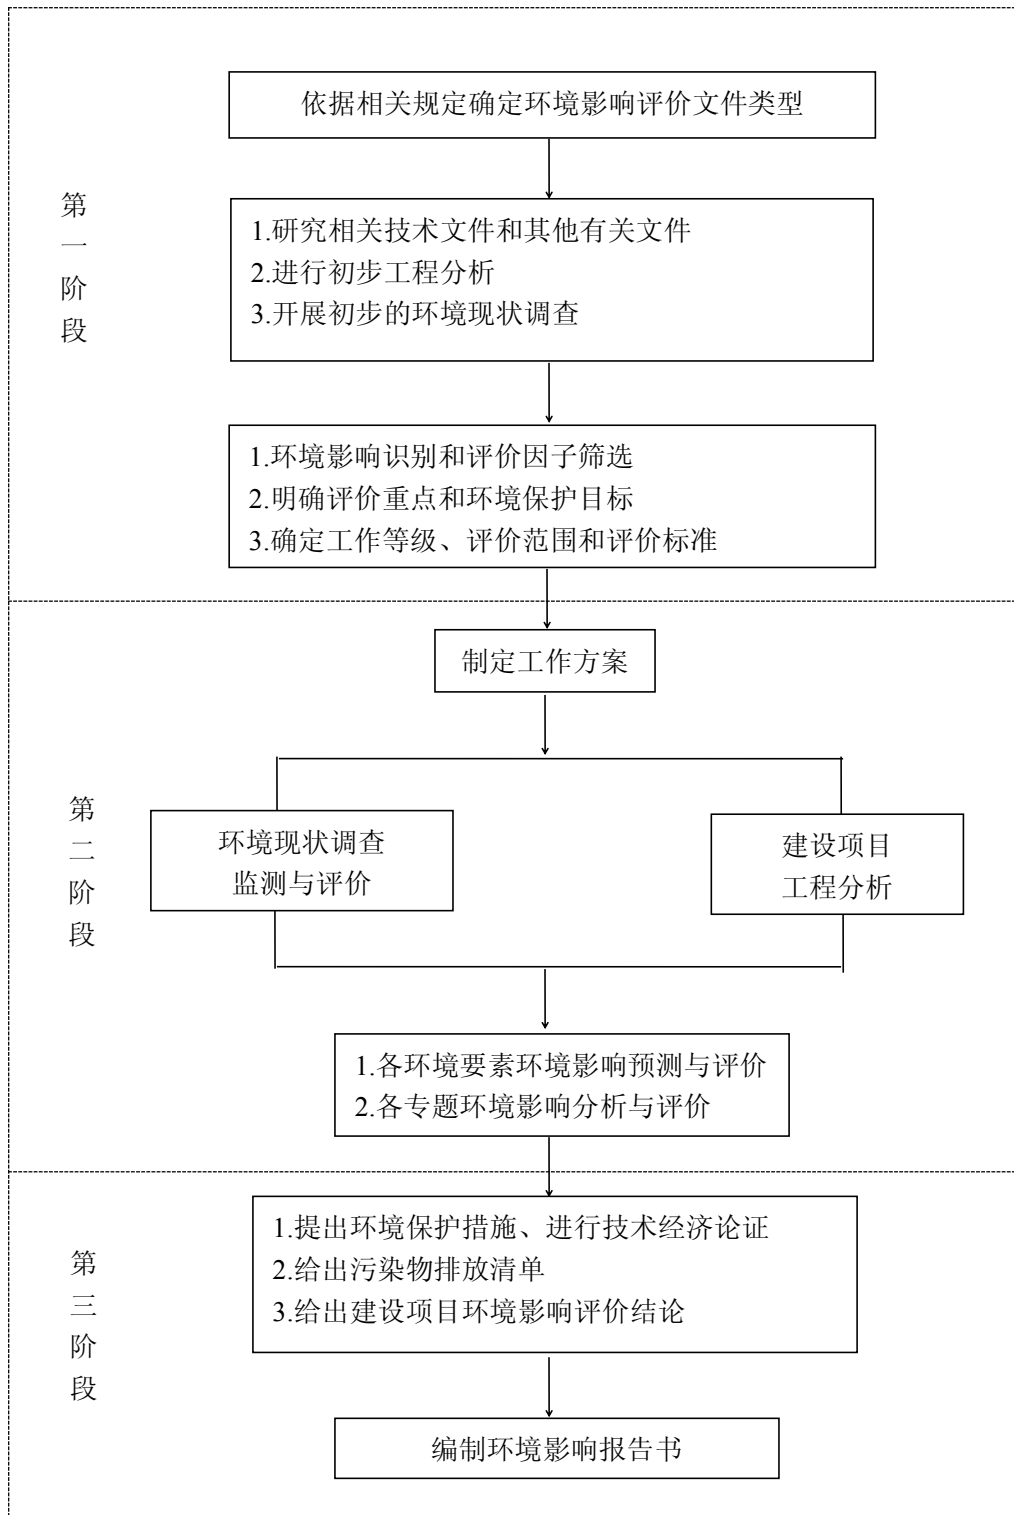 依据相关规定确定环境影响评价文件类型
第一阶段
1.研究相关技术文件和其他有关文件
2.进行初步工程分析
3.开展初步的环境现状调查
1.环境影响识别和评价因子筛选
2.明确评价重点和环境保护目标
3.确定工作等级、评价范围和评价标准
制定工作方案
第二阶段
环境现状调查
监测与评价
建设项目
工程分析
1.各环境要素环境影响预测与评价
2.各专题环境影响分析与评价
第三阶段
1.提出环境保护措施、进行技术经济论证
2.给出污染物排放清单
3.给出建设项目环境影响评价结论
编制环境影响报告书